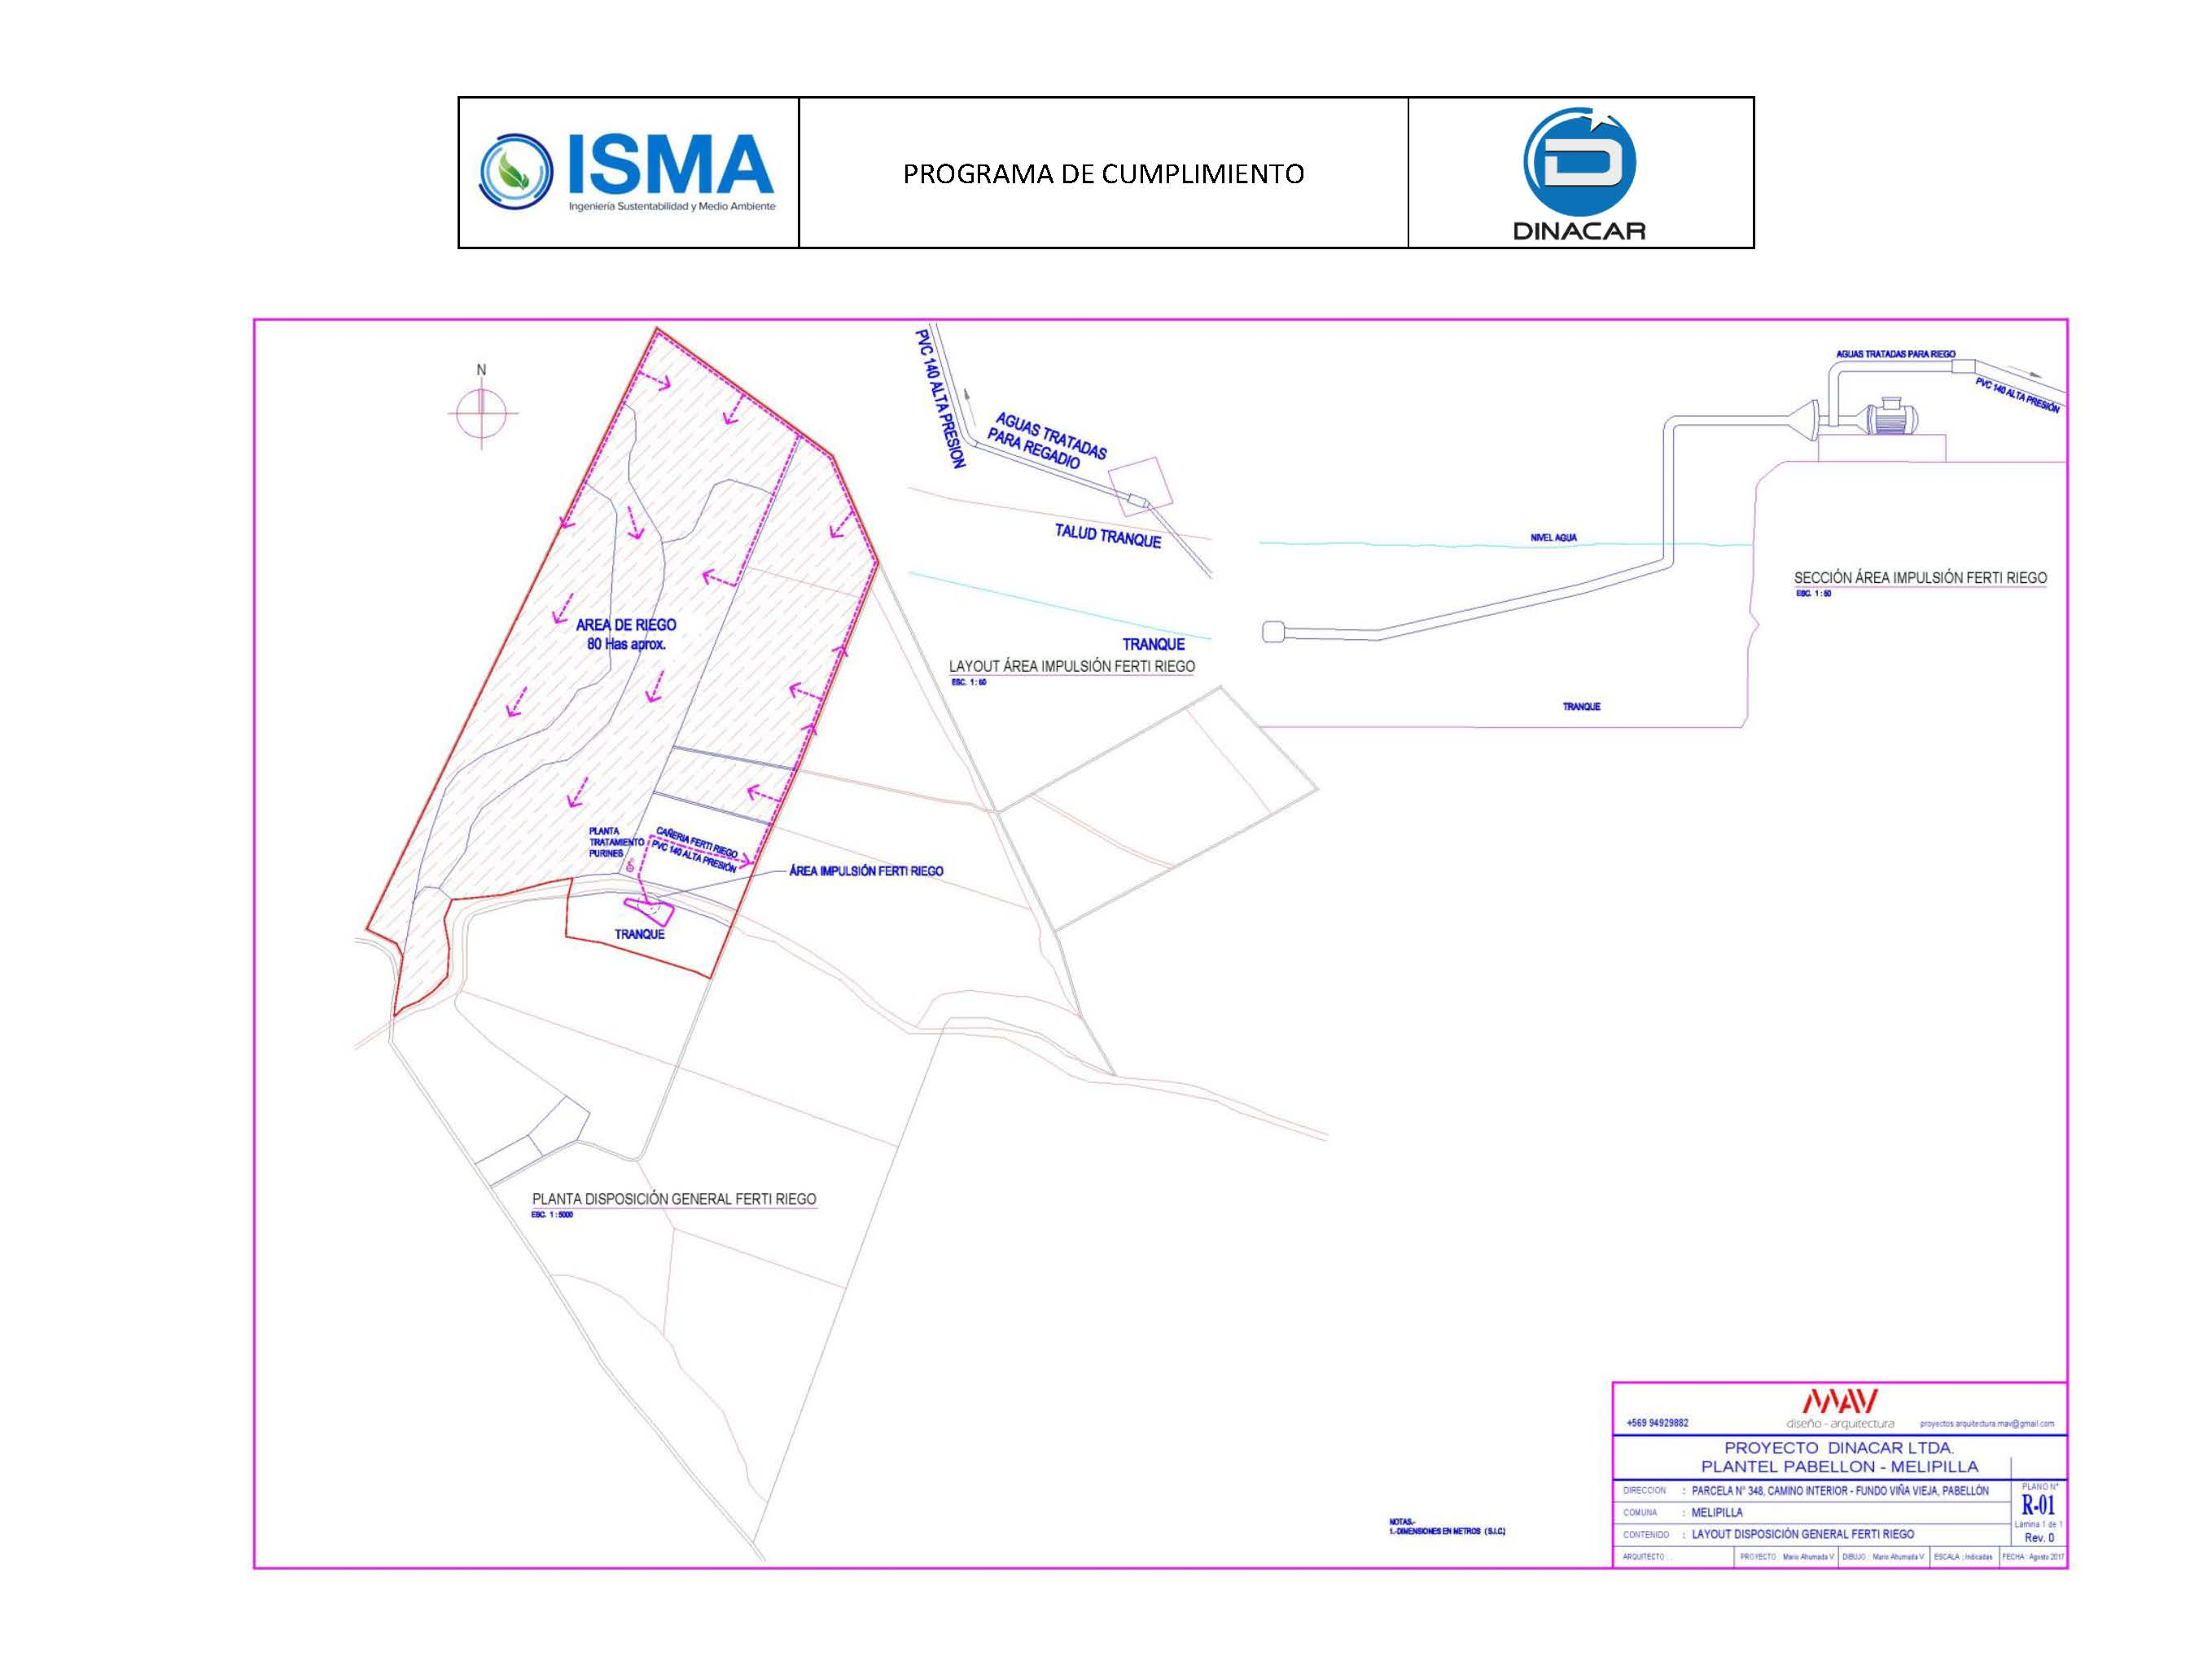 ISMA
Ingeniería Sustentabilidad y Medio Ambiente
PROGRAMA DE CUMPLIMIENTO
DINACAR
N
AREA DE RIEGO
80 Has aprox.
PLANTA
TRATAMIENTO
PURINES
CAÑERIA FERTI RIEGO
PVC 140 ALTA PRESIÓN
ÁREA IMPULSIÓN FERTI RIEGO
TRANQUE
PLANTA DISPOSICIÓN GENERAL FERTI RIEGO
ESC. 1 : 5000
PVC 140 ALTA PRESION
AGUAS TRATADAS
PARA REGADIO
TALUD TRANQUE
TRANQUE
LAYOUT ÁREA IMPULSIÓN FERTI RIEGO
ESC. 1 : 50
AGUAS TRATADAS PARA RIEGO
PVC 140 ALTA PRESIÓN
NIVEL AGUA
SECCIÓN ÁREA IMPULSIÓN FERTI RIEGO
ESC. 1 : 50
TRANQUE
NOTAS.-
1.-DIMENSIONES EN METROS (S.I.C.)
MAV
diseño - arquitectura
+569 94929882
proyectos.arquitectura.mav@gmail.com
PROYECTO DINACAR LTDA.
PLANTEL PABELLON - MELIPILLA
DIRECCION : PARCELA N° 348, CAMINO INTERIOR - FUNDO VIÑA VIEJA, PABELLÓN
COMUNA : MELIPILLA
CONTENIDO : LAYOUT DISPOSICIÓN GENERAL FERTI RIEGO
PLANO N°
R-01
Lámina 1 de 1
Rev. 0
ARQUITECTO : .
PROYECTO : Mario Ahumada V
DIBUJO : Mario Ahumada V
ESCALA : Indicadas
FECHA : Agosto 2017